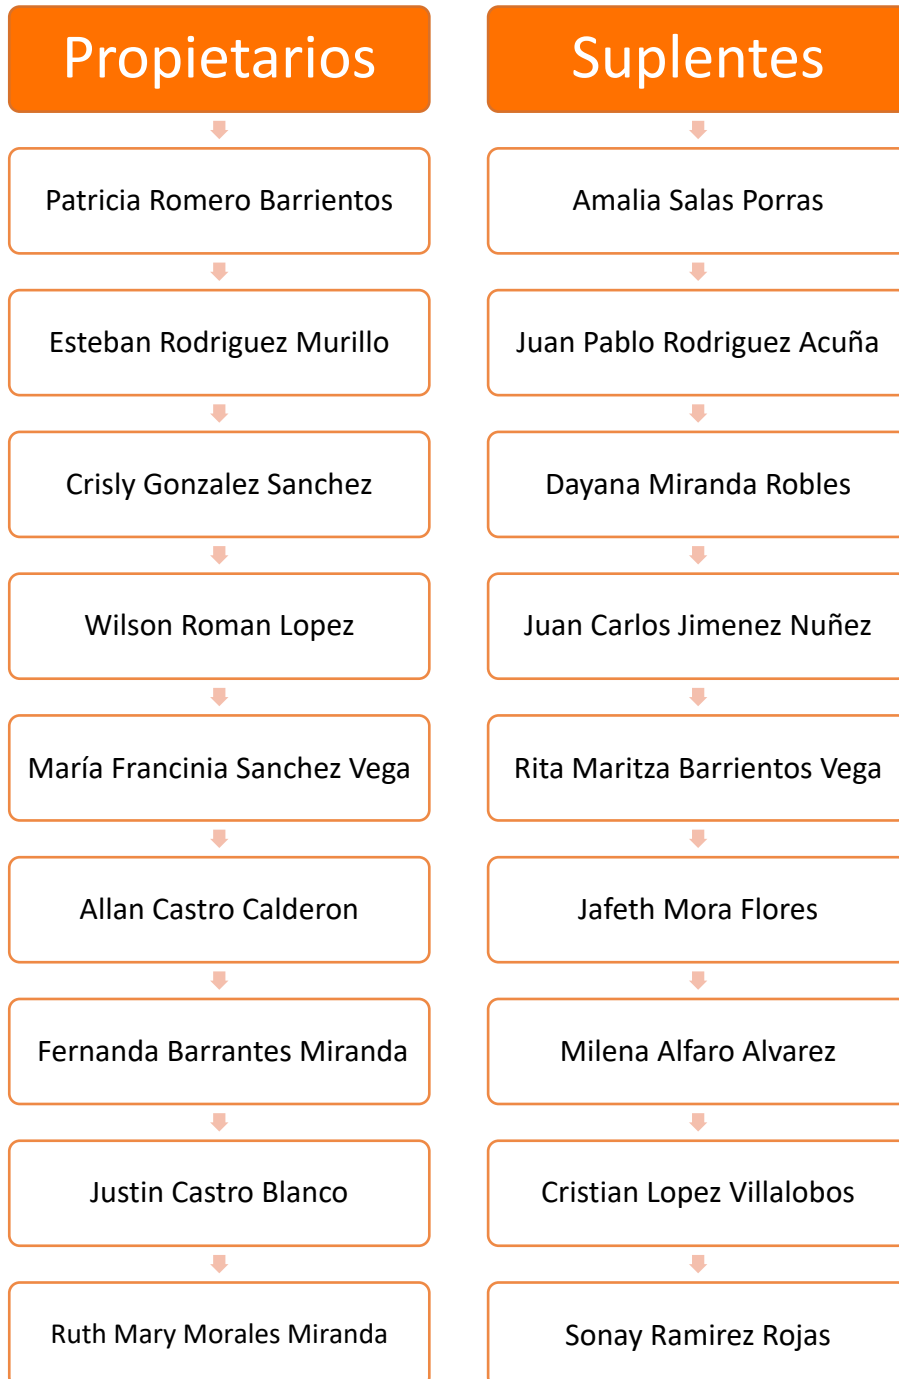 Propietarios
Patricia Romero Barrientos
Esteban Rodriguez Murillo
Crisly Gonzalez Sanchez
Wilson Roman Lopez
María Francinia Sanchez Vega
Allan Castro Calderon
Fernanda Barrantes Miranda
Justin Castro Blanco
Ruth Mary Morales Miranda
Suplentes
Amalia Salas Porras
Juan Pablo Rodriguez Acuña
Dayana Miranda Robles
Juan Carlos Jimenez Nuñez
Rita Maritza Barrientos Vega
Jafeth Mora Flores
Milena Alfaro Alvarez
Cristian Lopez Villalobos
Sonay Ramirez Rojas